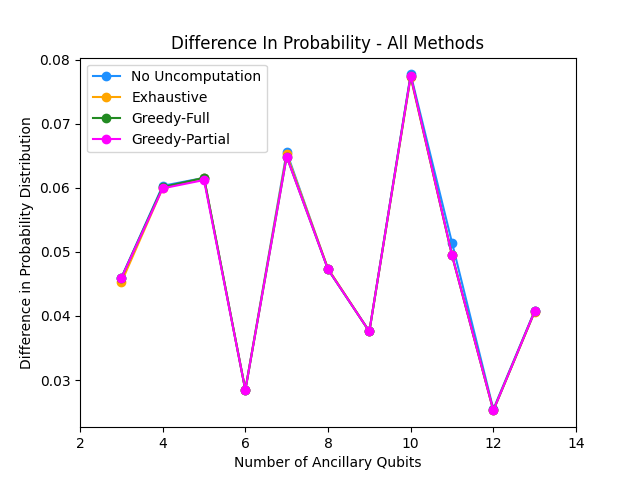 Difference In Probability - All Methods
No Uncomputation
Exhaustive
Greedy-Full
Greedy-Partial
Difference in Probability Distribution
0.08
0.07
0.06
0.05
0.04
0.03
2 4 6 8 10 12 14
Number of Ancillary Qubits